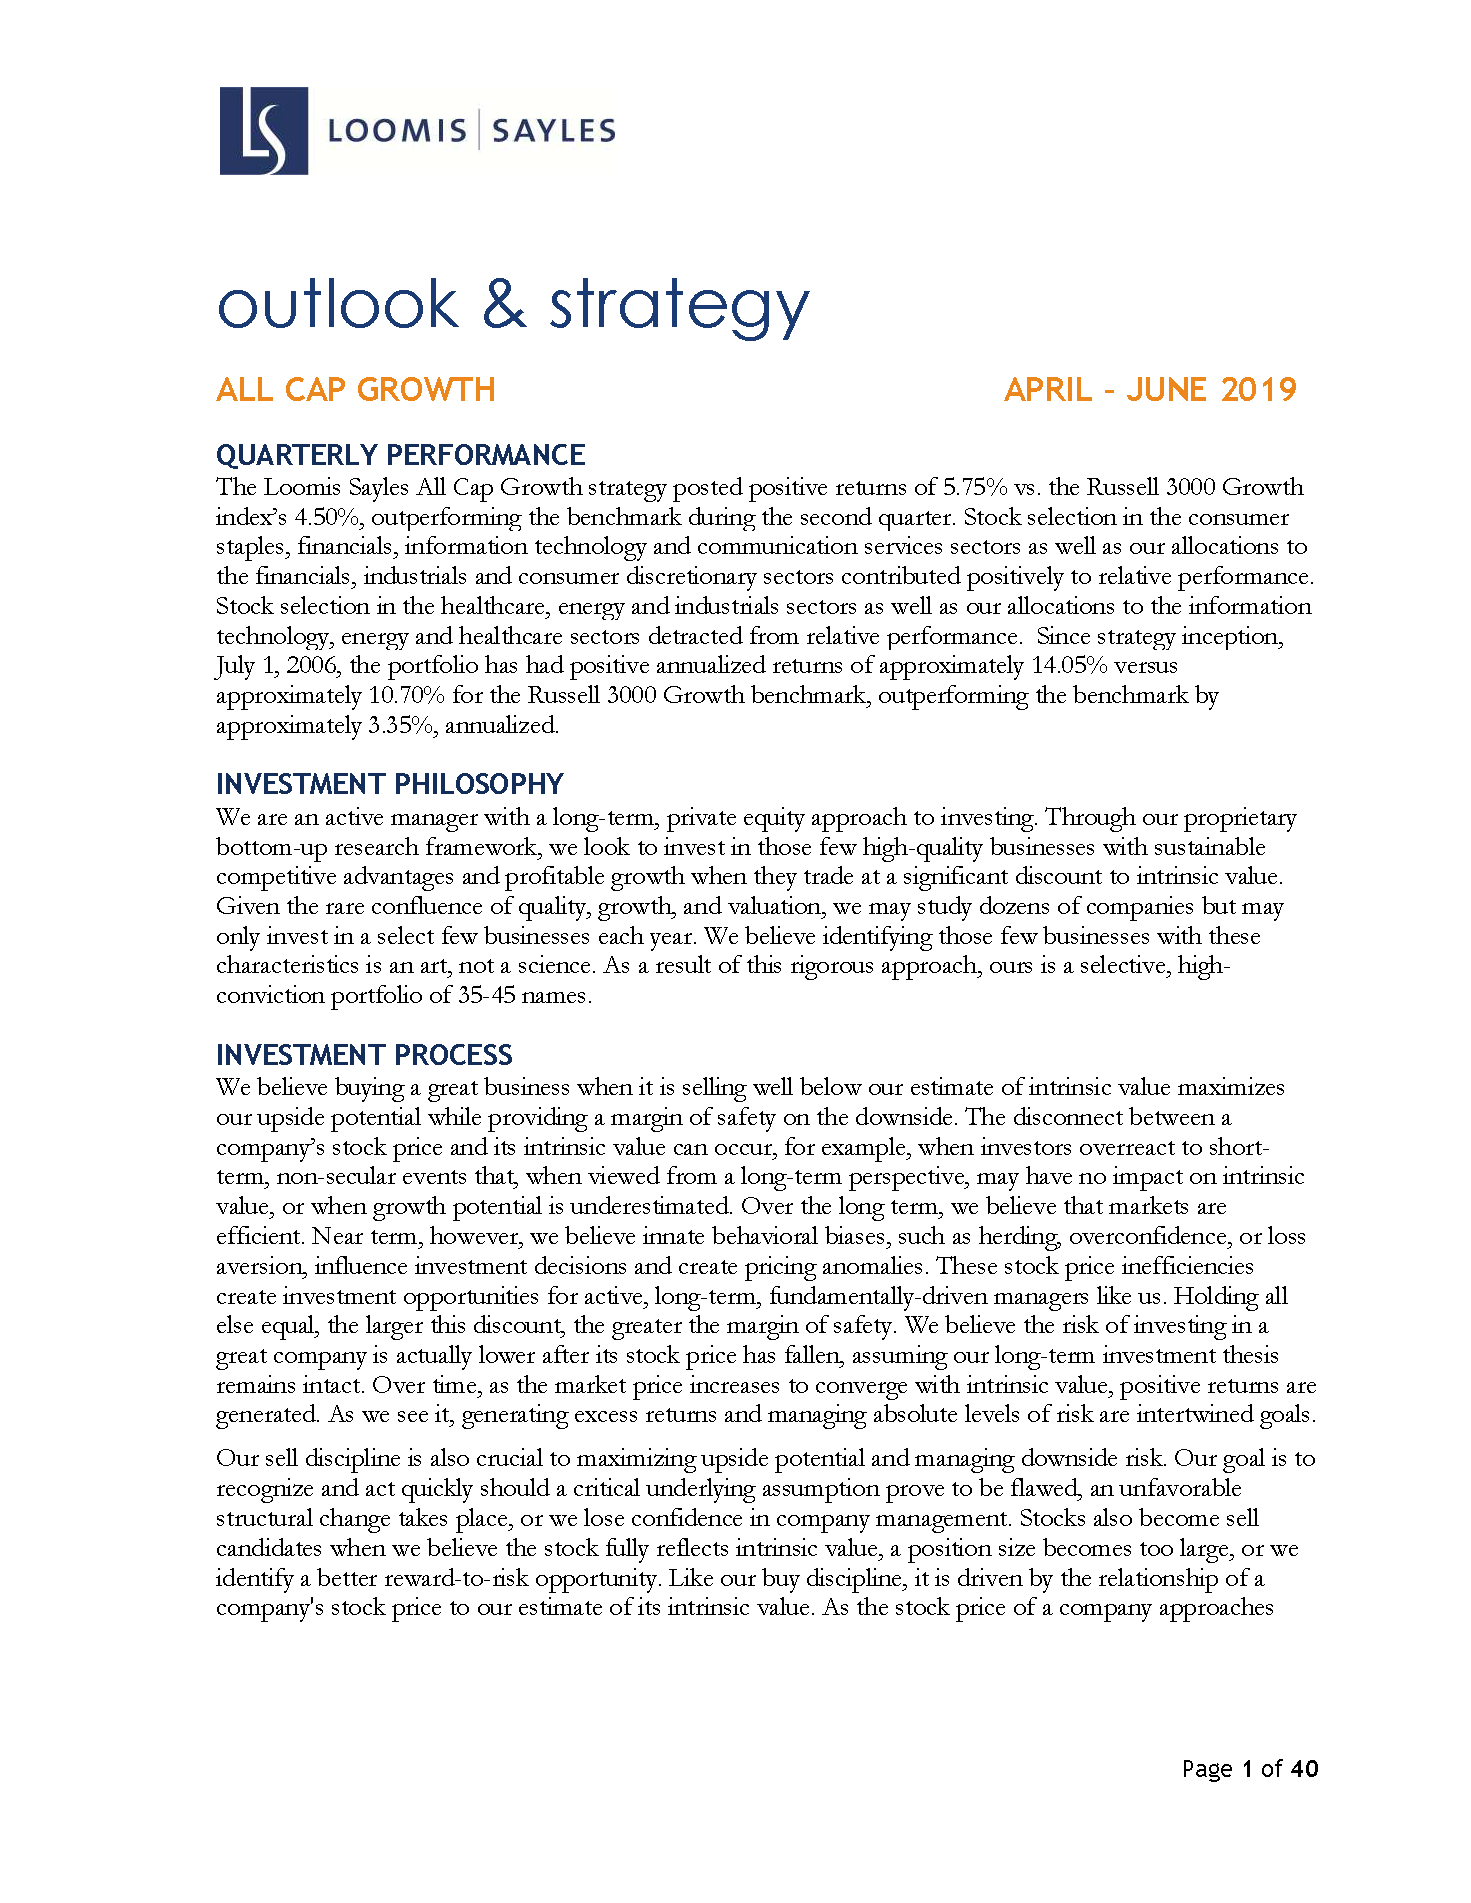 LS LOOMIS | SAYLES
outlook & strategy
ALL CAP GROWTH APRIL - JUNE 2019
QUARTERLY PERFORMANCE
The Loomis Sayles All Cap Growth strategy posted positive returns of 5.75% vs. the Russell 3000 Growth
index’s 4.50%, outperforming the benchmark during the second quarter. Stock selection in the consumer
staples, financials, information technology and communication services sectors as well as our allocations to
the financials, industrials and consumer discretionary sectors contributed positively to relative performance.
Stock selection in the healthcare, energy and industrials sectors as well as our allocations to the information
technology, energy and healthcare sectors detracted from relative performance.  Since strategy inception,
July 1, 2006, the portfolio has had positive annualized returns of approximately 14.05% versus
approximately 10.70% for the Russell 3000 Growth benchmark, outperforming the benchmark by
approximately 3.35%, annualized.
INVESTMENT PHILOSOPHY
We are an active manager with a long-term, private equity approach to investing. Through our proprietary
bottom-up research framework, we look to invest in those few high-quality businesses with sustainable
competitive advantages and profitable growth when they trade at a significant discount to intrinsic value.
Given the rare confluence of quality, growth, and valuation, we may study dozens of companies but may
only invest in a select few businesses each year. We believe identifying those few businesses with these
characteristics is an art, not a science. As a result of this rigorous approach, ours is a selective, high-
conviction portfolio of 35-45 names.
INVESTMENT PROCESS
We believe buying a great business when it is selling well below our estimate of intrinsic value maximizes
our upside potential while providing a margin of safety on the downside. The disconnect between a
company’s stock price and its intrinsic value can occur, for example, when investors overreact to short-
term, non-secular events that, when viewed from a long-term perspective, may have no impact on intrinsic
value, or when growth potential is underestimated. Over the long term, we believe that markets are
efficient. Near term, however, we believe innate behavioral biases, such as herding, overconfidence, or loss
aversion, influence investment decisions and create pricing anomalies. These stock price inefficiencies
create investment opportunities for active, long-term, fundamentally-driven managers like us. Holding all
else equal, the larger this discount, the greater the margin of safety. We believe the risk of investing in a
great company is actually lower after its stock price has fallen, assuming our long-term investment thesis
remains intact. Over time, as the market price increases to converge with intrinsic value, positive returns are
generated. As we see it, generating excess returns and managing absolute levels of risk are intertwined goals.
Our sell discipline is also crucial to maximizing upside potential and managing downside risk. Our goal is to
recognize and act quickly should a critical underlying assumption prove to be flawed, an unfavorable
structural change takes place, or we lose confidence in company management. Stocks also become sell
candidates when we believe the stock fully reflects intrinsic value, a position size becomes too large, or we
identify a better reward-to-risk opportunity. Like our buy discipline, it is driven by the relationship of a
company's stock price to our estimate of its intrinsic value. As the stock price of a company approaches
Page 1 of 40